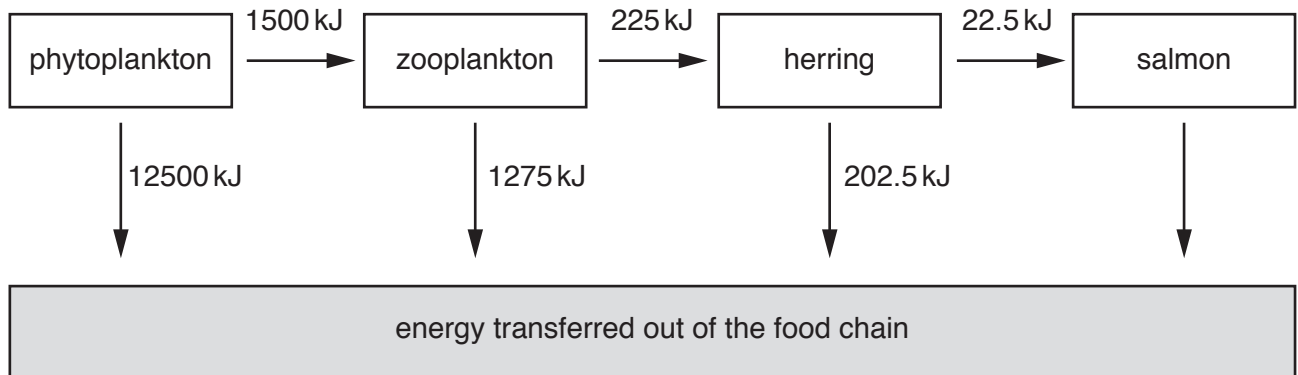 1500 kJ 225 kJ 22.5 kJ
phytoplankton zooplankton herring salmon
12500 kJ 1275 kJ 202.5 kJ
energy transferred out of the food chain